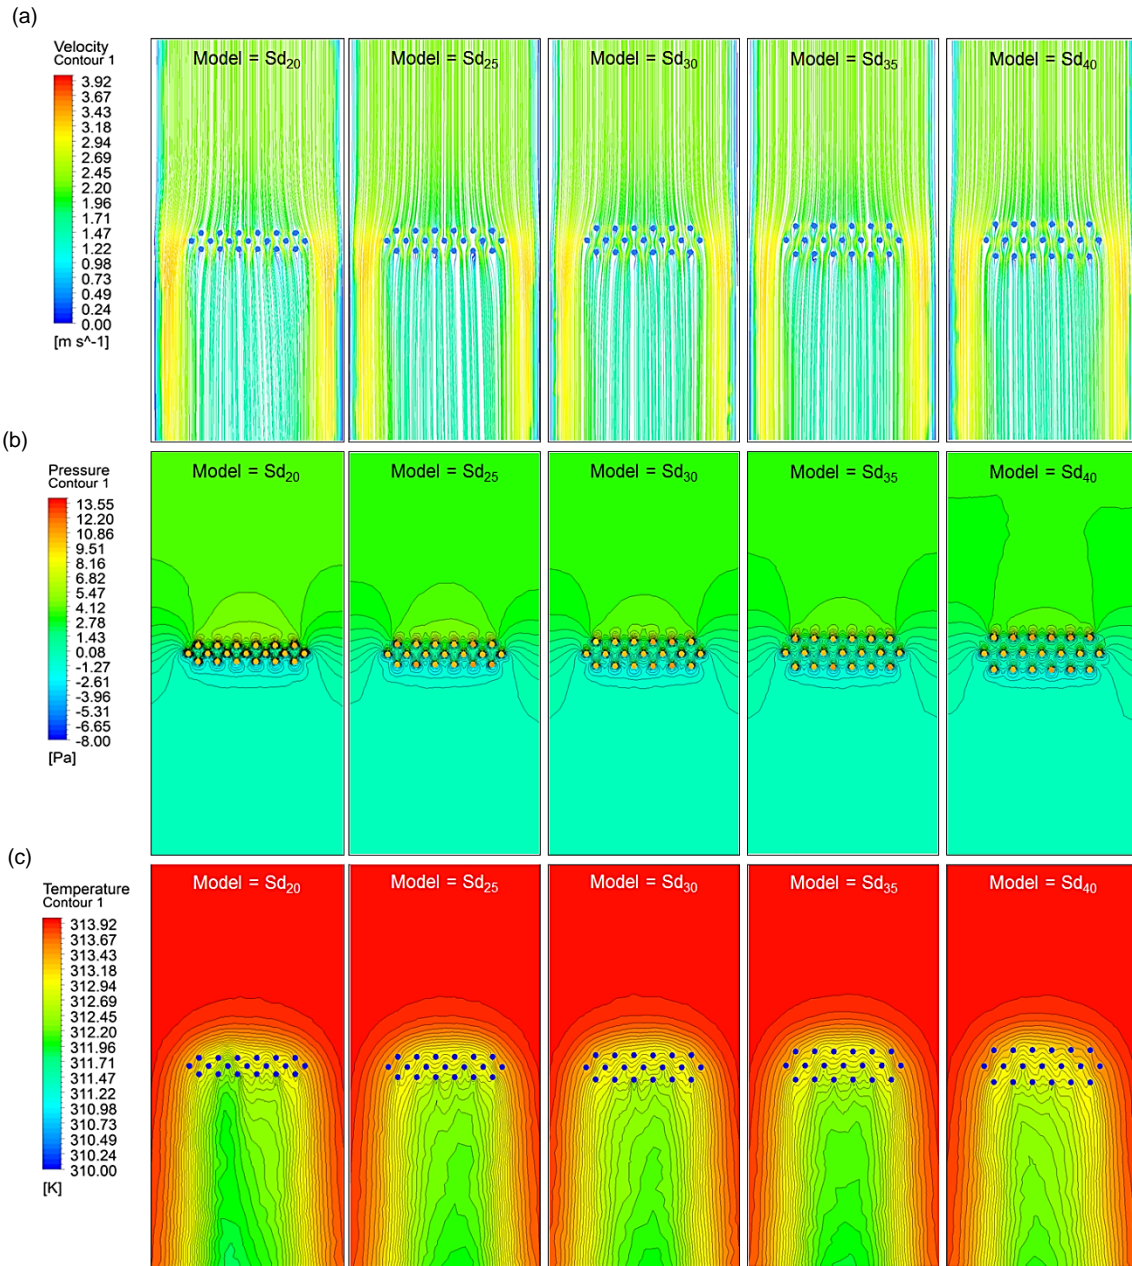 (a)
Velocity
Contour 1
3.92
3.67
3.43
3.18
2.94
2.69
2.45
2.20
1.96
1.71
1.47
1.22
0.98
0.73
0.49
0.24
0.00
[m s^-1]
Model = Sd20
Model = Sd25
Model = Sd30
Model = Sd35
Model = Sd40
(b)
Pressure
Contour 1
13.55
12.20
10.86
9.51
8.16
6.82
5.47
4.12
2.78
1.43
0.08
-1.27
-2.61
-3.96
-5.31
-6.65
-8.00
[Pa]
Model = Sd20
Model = Sd25
Model = Sd30
Model = Sd35
Model = Sd40
(c)
Temperature
Contour 1
313.92
313.67
313.43
313.18
312.94
312.69
312.45
312.20
311.96
311.71
311.47
311.22
310.98
310.73
310.49
310.24
310.00
[K]
Model = Sd20
Model = Sd25
Model = Sd30
Model = Sd35
Model = Sd40